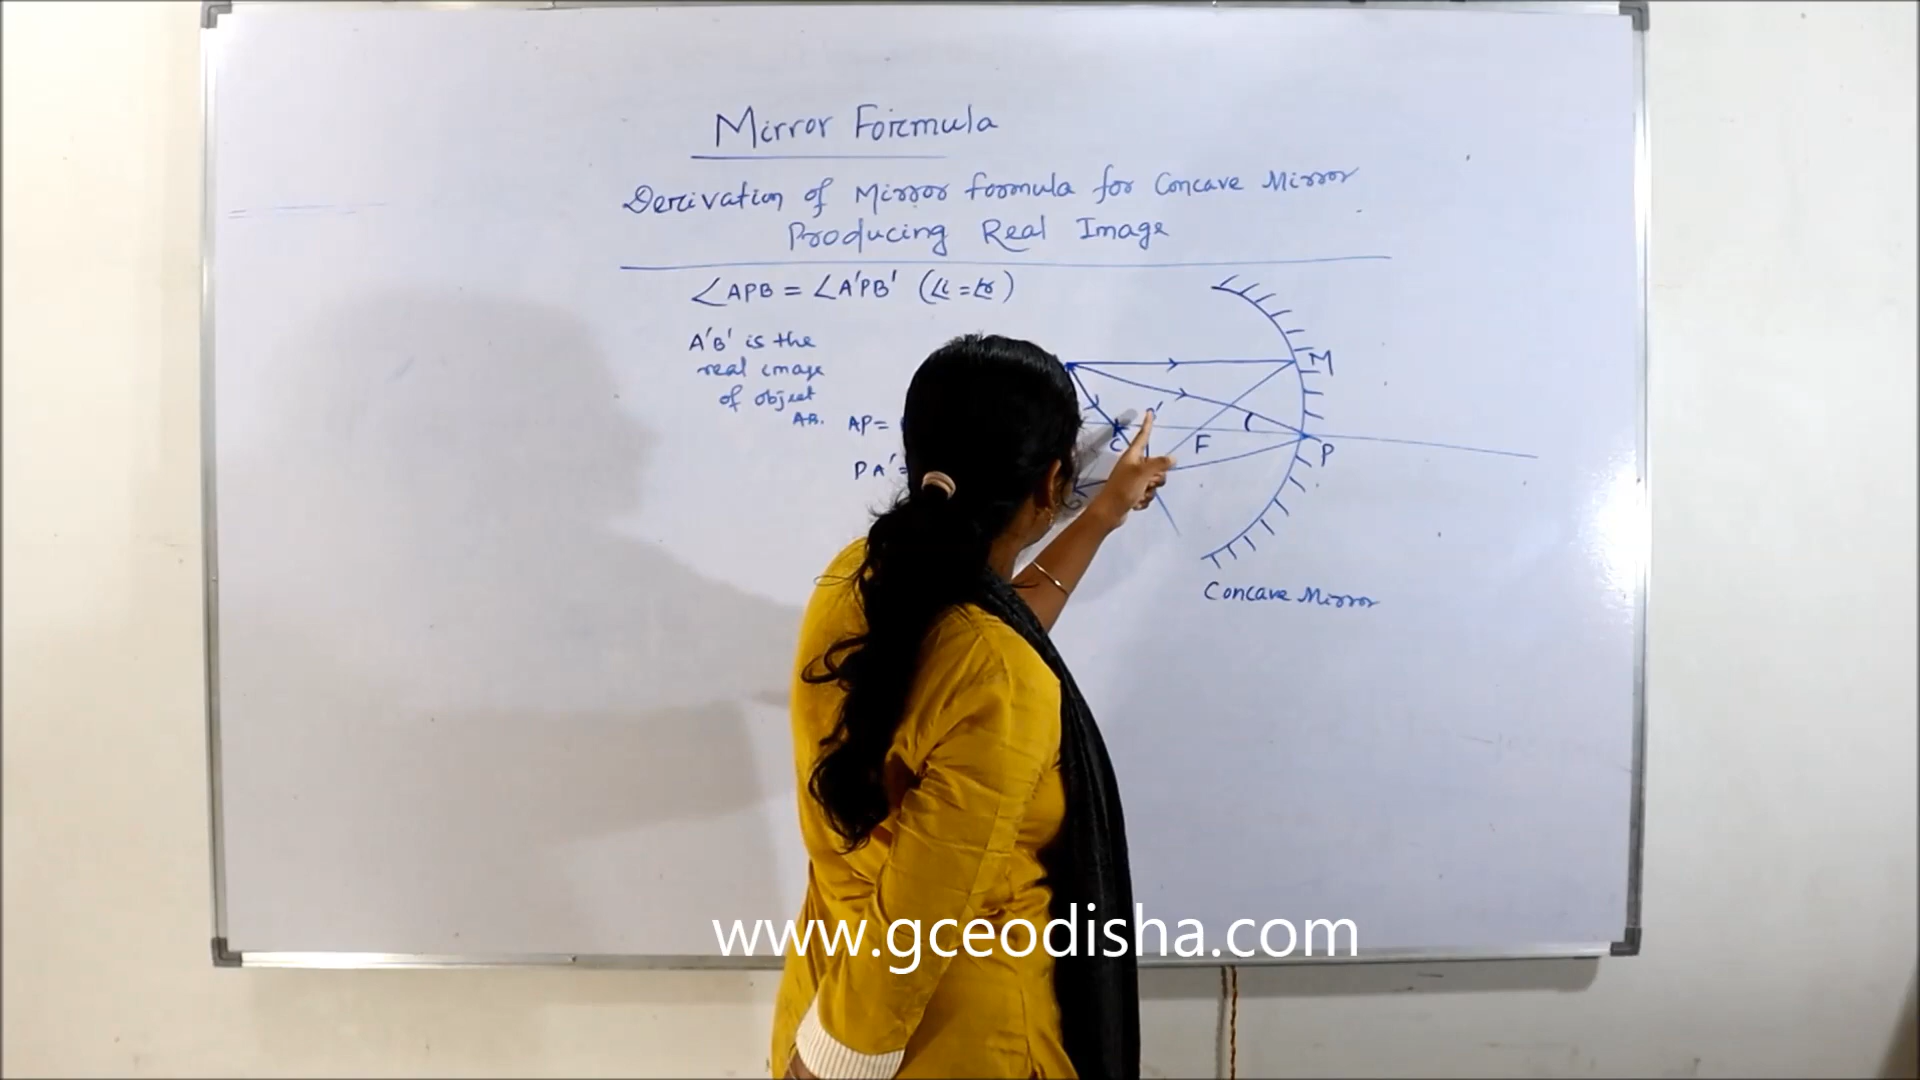 Mirror Formula
Derivation of Mirror formula for Concave Mirror
Producing Real Image
∠APB = ∠A'PB' (∠i = ∠r)
A'B' is the
real image
of object
AB.
AP =
PA' =
M
C
F
P
Concave Mirror
www.gceodisha.com